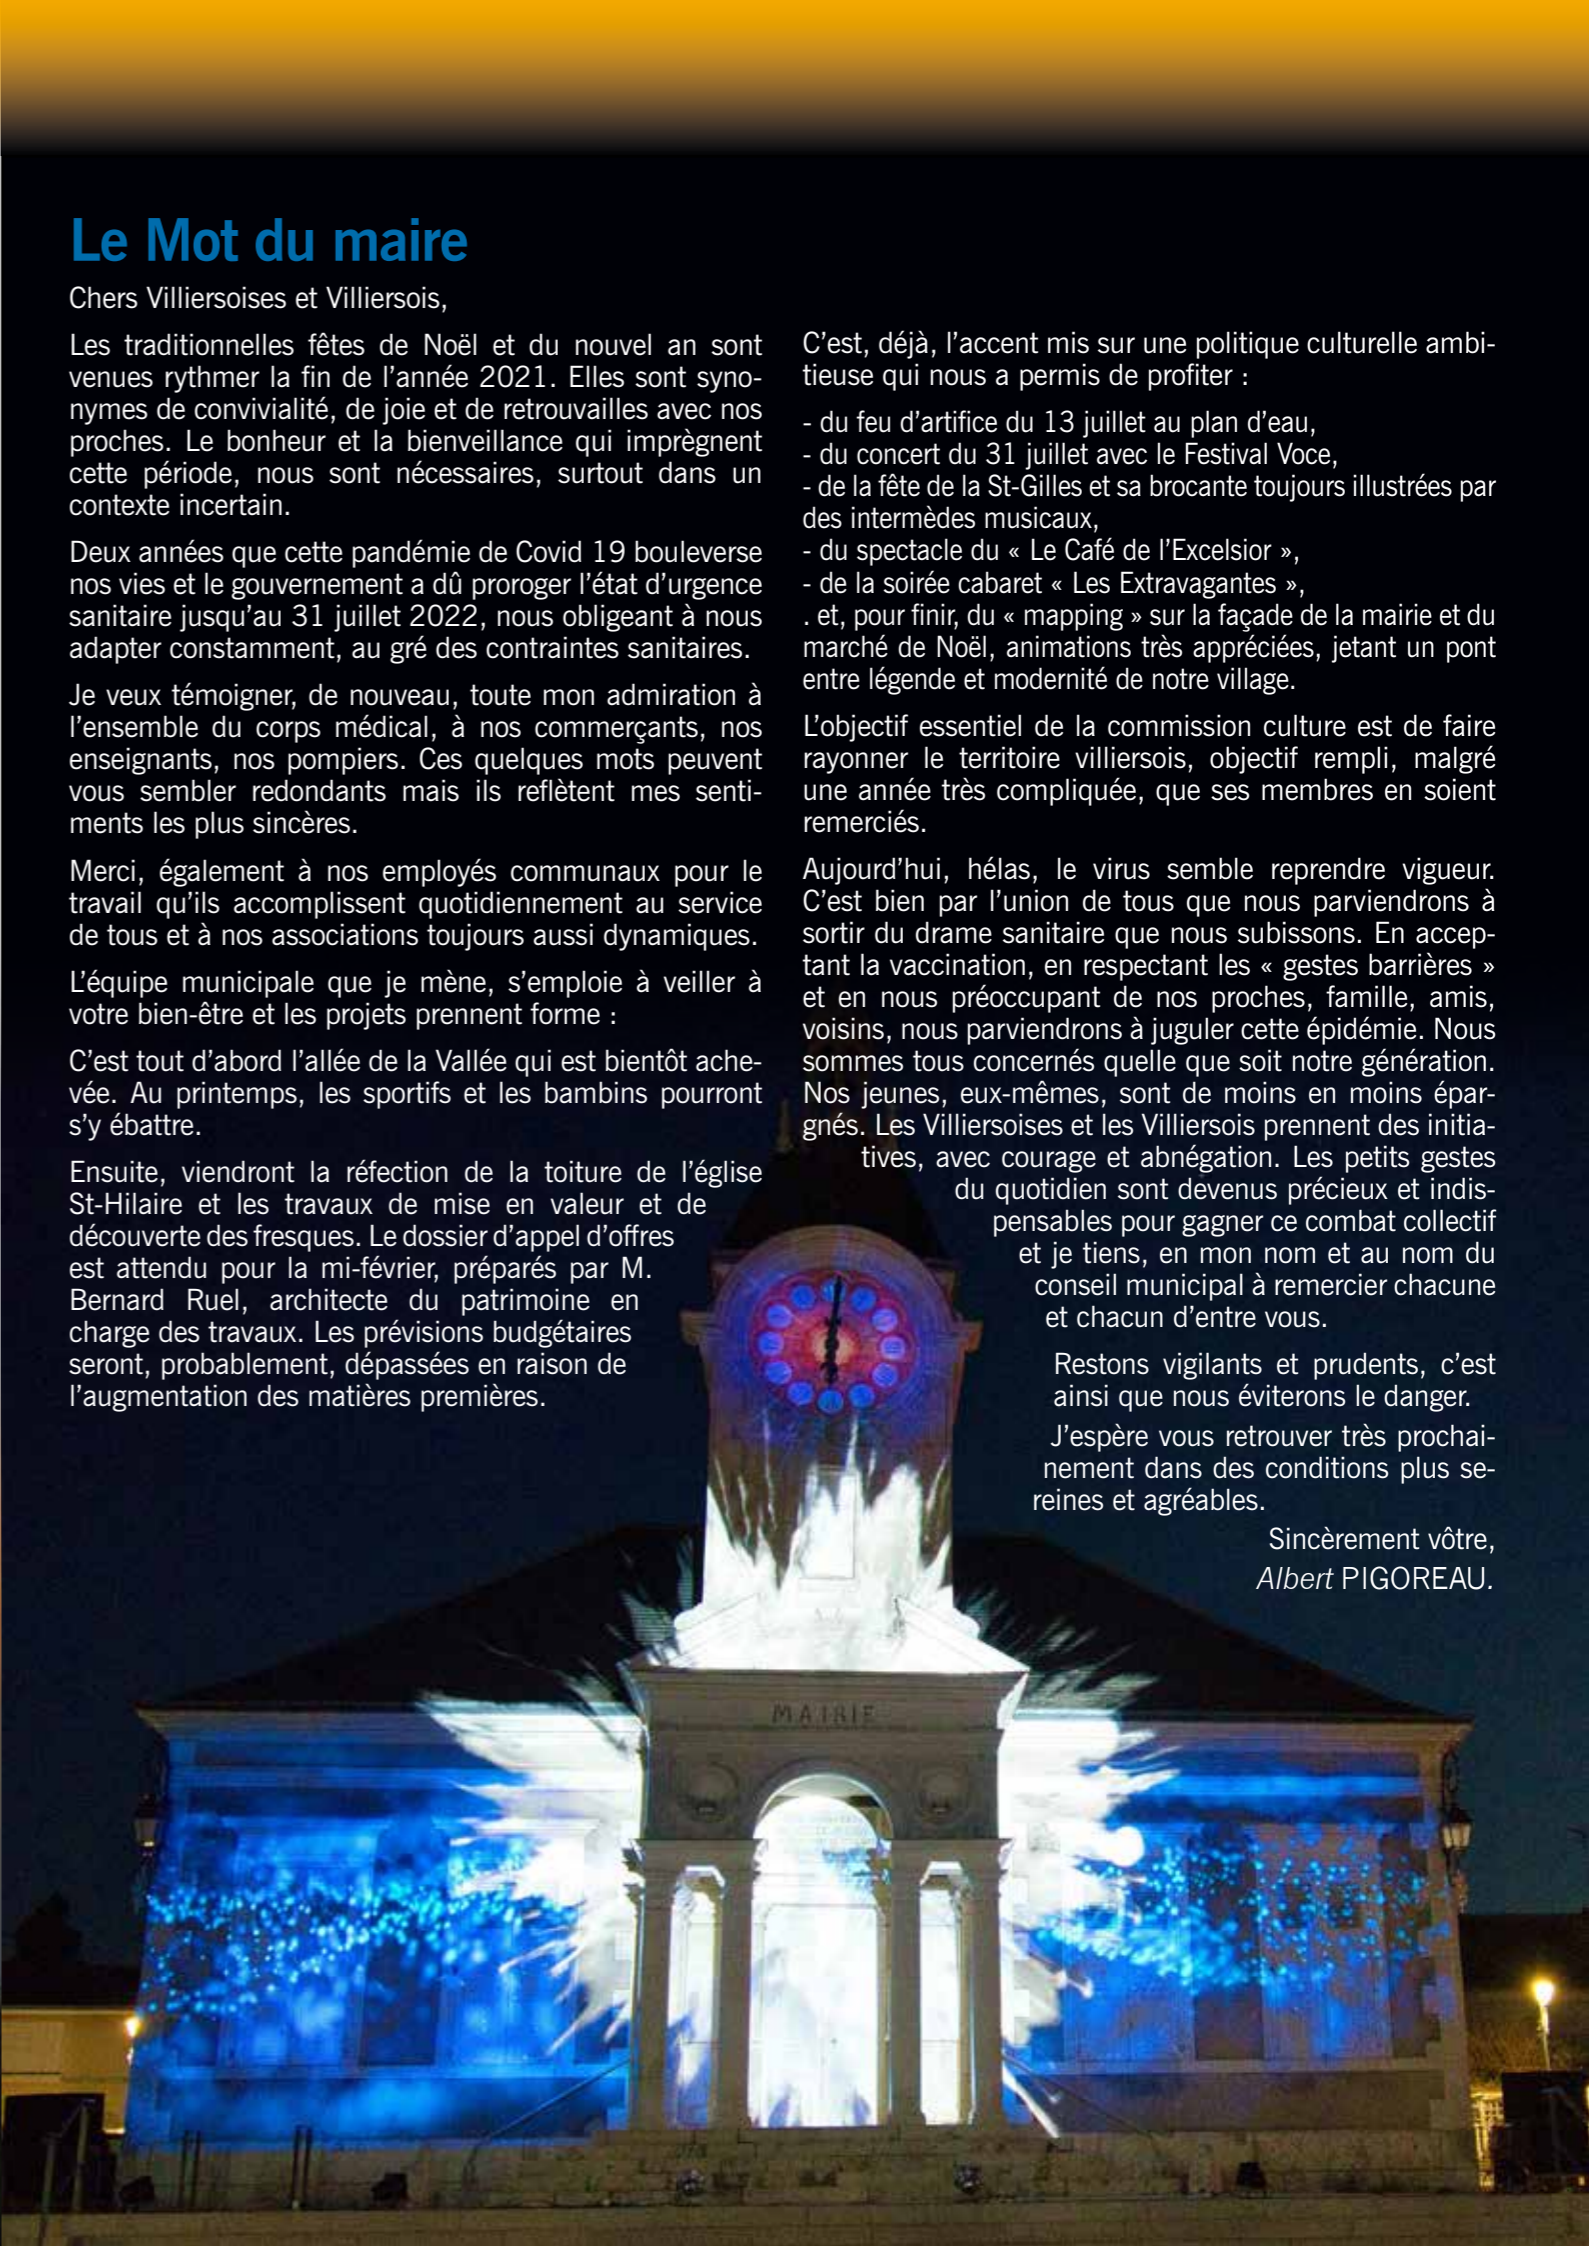 Le Mot du maire
Chers Villiersoises et Villiersois,
Les traditionnelles fêtes de Noël et du nouvel an sont
venues rythmer la fin de l'année 2021. Elles sont syno-
nymes de convivialité, de joie et de retrouvailles avec nos
proches. Le bonheur et la bienveillance qui imprègnent
cette période, nous sont nécessaires, surtout dans un
contexte incertain.
Deux années que cette pandémie de Covid 19 bouleverse
nos vies et le gouvernement a dû proroger l'état d'urgence
sanitaire jusqu'au 31 juillet 2022, nous obligeant à nous
adapter constamment, au gré des contraintes sanitaires.
Je veux témoigner, de nouveau, toute mon admiration à
l'ensemble du corps médical, à nos commerçants, nos
enseignants, nos pompiers. Ces quelques mots peuvent
vous sembler redondants mais ils reflètent mes senti-
ments les plus sincères.
Merci, également à nos employés communaux pour le
travail qu'ils accomplissent quotidiennement au service
de tous et à nos associations toujours aussi dynamiques.
L'équipe municipale que je mène, s'emploie à veiller à
votre bien-être et les projets prennent forme :
C'est tout d'abord l'allée de la Vallée qui est bientôt ache-
vée. Au printemps, les sportifs et les bambins pourront
s'y ébattre.
Ensuite, viendront la réfection de la toiture de l'église
St-Hilaire et les travaux de mise en valeur et de
découverte des fresques. Le dossier d'appel d'offres
est attendu pour la mi-février, préparés par M.
Bernard Ruel, architecte du patrimoine en
charge des travaux. Les prévisions budgétaires
seront, probablement, dépassées en raison de
l'augmentation des matières premières.
C'est, déjà, l'accent mis sur une politique culturelle ambi-
tieuse qui nous a permis de profiter :
- du feu d'artifice du 13 juillet au plan d'eau,
- du concert du 31 juillet avec le Festival Voce,
- de la fête de la St-Gilles et sa brocante toujours illustrées par
des intermèdes musicaux,
- du spectacle du « Le Café de l'Excelsior »,
- de la soirée cabaret « Les Extravagantes »,
. et, pour finir, du « mapping » sur la façade de la mairie et du
marché de Noël, animations très appréciées, jetant un pont
entre légende et modernité de notre village.
L'objectif essentiel de la commission culture est de faire
rayonner le territoire villiersois, objectif rempli, malgré
une année très compliquée, que ses membres en soient
remerciés.
Aujourd'hui, hélas, le virus semble reprendre vigueur.
C'est bien par l'union de tous que nous parviendrons à
sortir du drame sanitaire que nous subissons. En accep-
tant la vaccination, en respectant les « gestes barrières »
et en nous préoccupant de nos proches, famille, amis,
voisins, nous parviendrons à juguler cette épidémie. Nous
sommes tous concernés quelle que soit notre génération.
Nos jeunes, eux-mêmes, sont de moins en moins épar-
gnés. Les Villiersoises et les Villiersois prennent des initia-
tives, avec courage et abnégation. Les petits gestes
du quotidien sont devenus précieux et indis-
pensables pour gagner ce combat collectif
et je tiens, en mon nom et au nom du
conseil municipal à remercier chacune
et chacun d'entre vous.
Restons vigilants et prudents, c'est
ainsi que nous éviterons le danger.
J'espère vous retrouver très prochai-
nement dans des conditions plus se-
reines et agréables.
Sincèrement vôtre,
Albert PIGOREAU.
MAIRIE